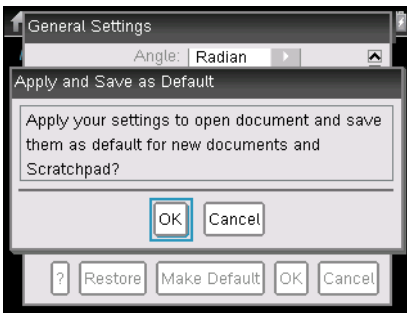 General Settings
Angle: Radian
Apply and Save as Default
Apply your settings to open document and save
them as default for new documents and
Scratchpad?
OK Cancel
? Restore Make Default OK Cancel